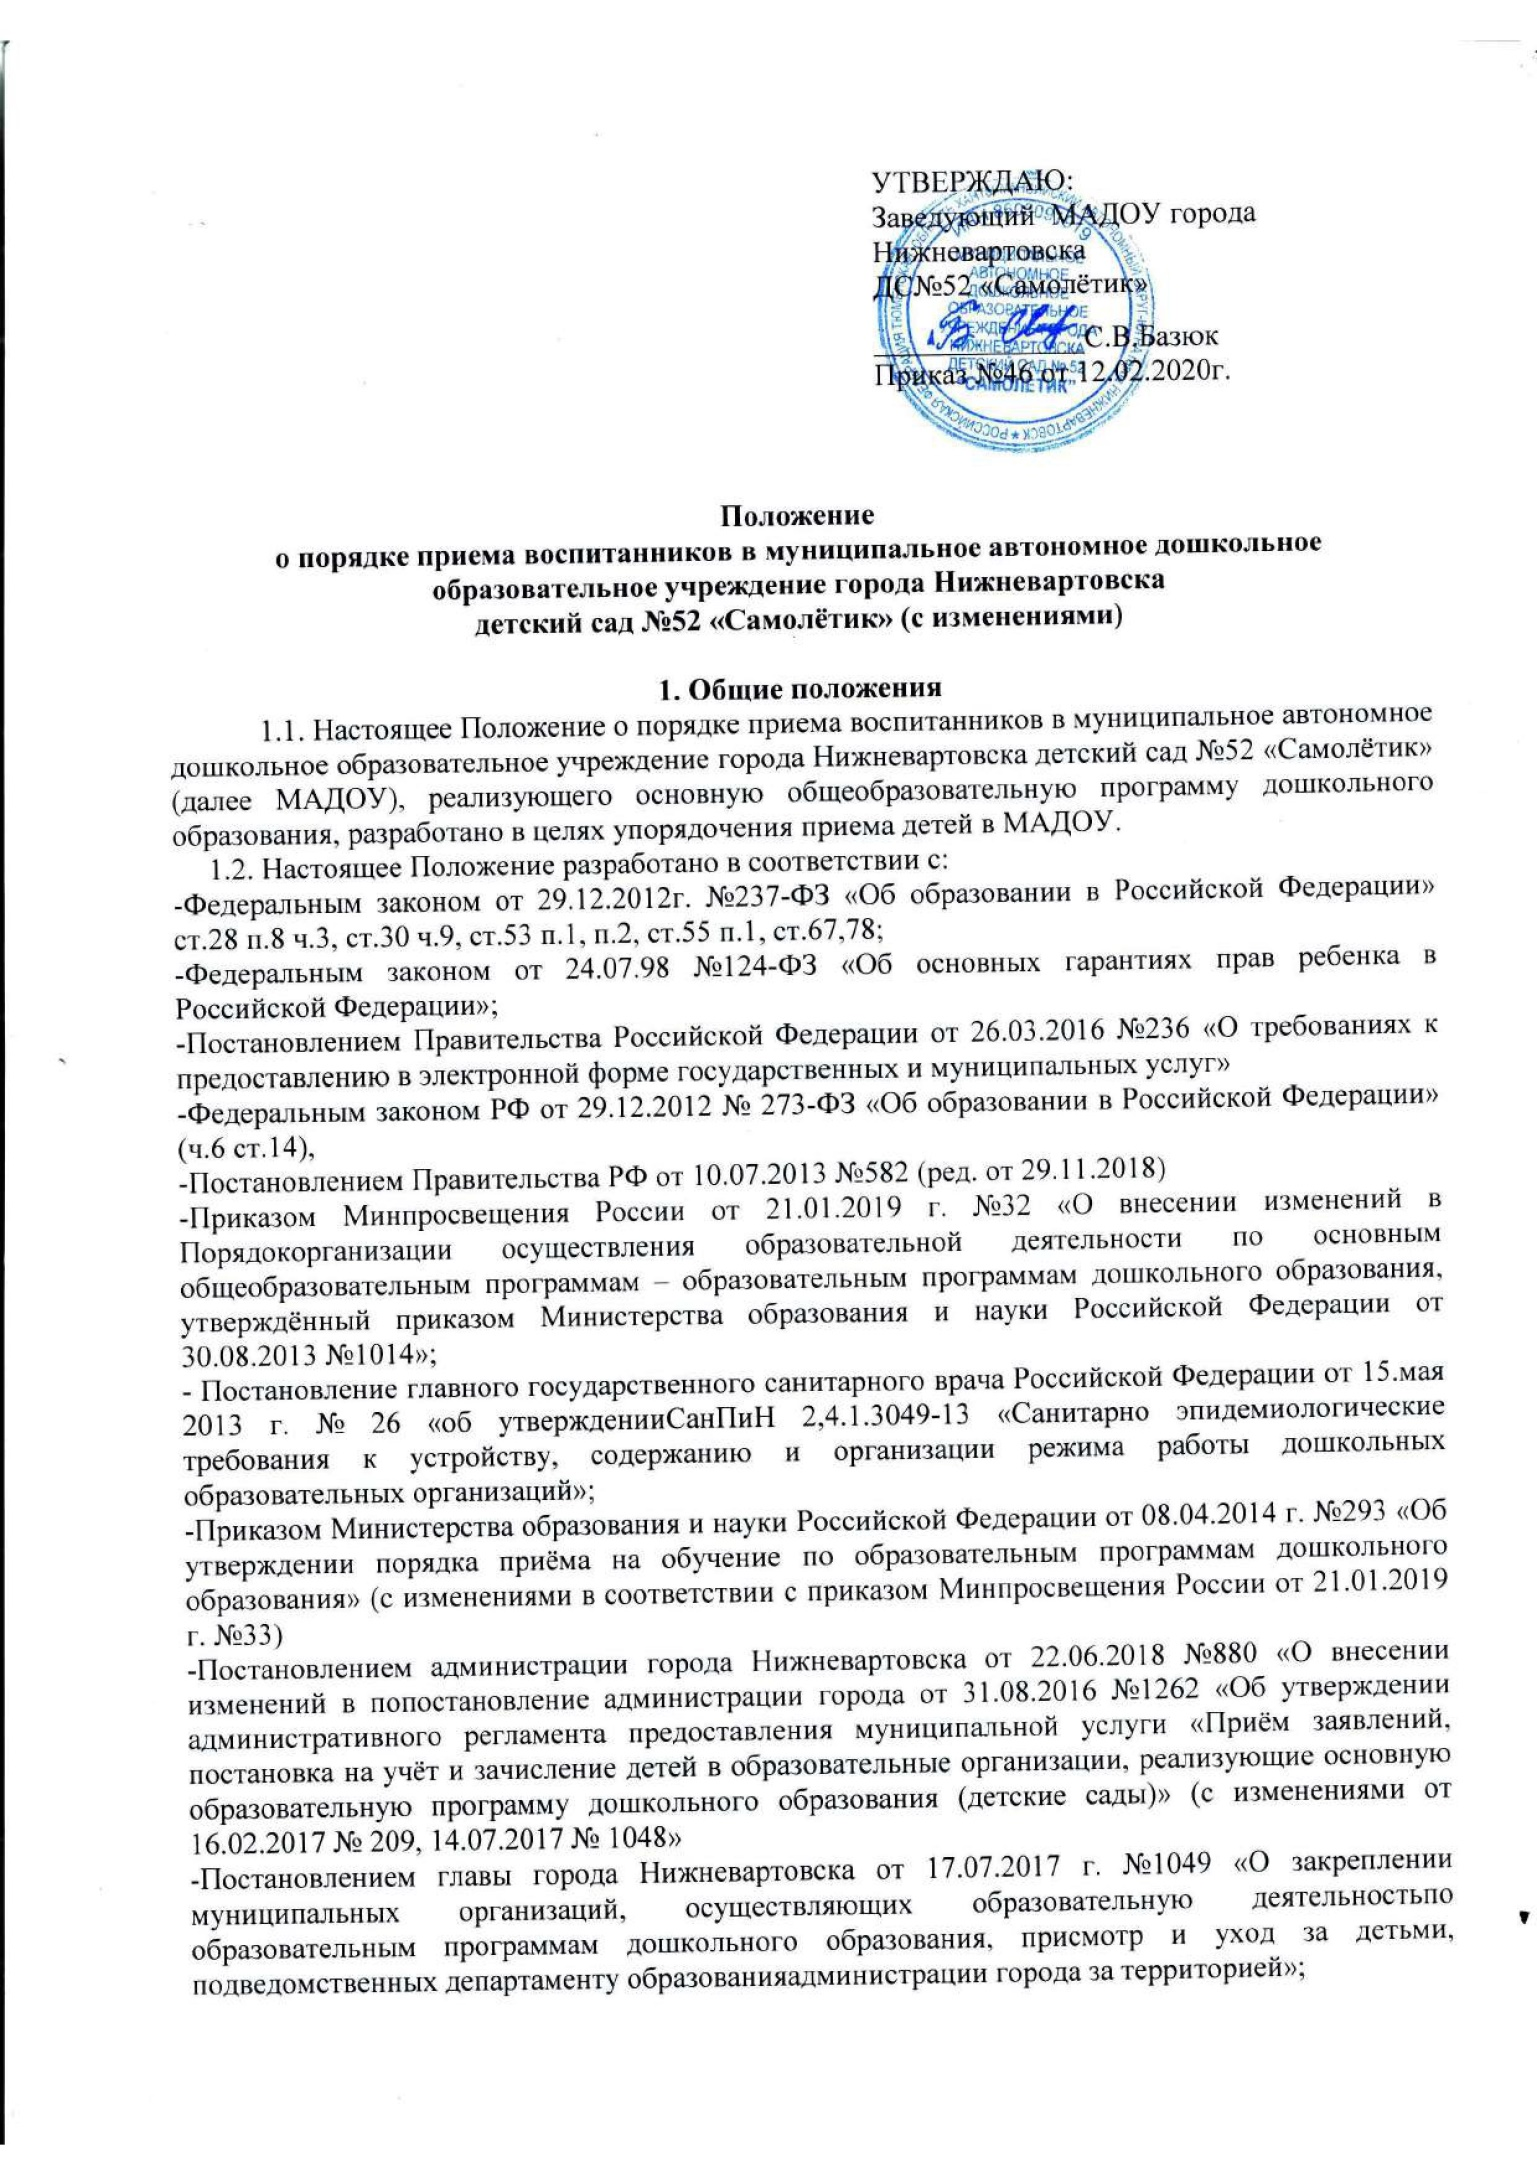 УТВЕРЖДАЮ:
Заведующий МАДОУ города
Нижневартовска
ДС№52 «Самолётик»
С.В.Базюк
Приказ №46 от 12.02.2020г.
АВТОНОМНОЕ
ДОШКОЛЬНОЕ
ОБРАЗОВАТЕЛЬНОЕ
НИЖНЕВАРТОВСКА
ДЕТСКИЙ САД № 52
"САМОЛЕТИК"
Положение
о порядке приема воспитанников в муниципальное автономное дошкольное
образовательное учреждение города Нижневартовска
детский сад №52 «Самолётик» (с изменениями)
1. Общие положения
1.1. Настоящее Положение о порядке приема воспитанников в муниципальное автономное
дошкольное образовательное учреждение города Нижневартовска детский сад №52 «Самолётик»
(далее МАДОУ), реализующего основную общеобразовательную программу дошкольного
образования, разработано в целях упорядочения приема детей в МАДОУ.
1.2. Настоящее Положение разработано в соответствии с:
-Федеральным законом от 29.12.2012г. №237-ФЗ «Об образовании в Российской Федерации»
ст.28 п.8 ч.3, ст.30 ч.9, ст.53 п.1, п.2, ст.55 п.1, ст.67,78;
-Федеральным законом от 24.07.98 №124-ФЗ «Об основных гарантиях прав ребенка в
Российской Федерации»;
-Постановлением Правительства Российской Федерации от 26.03.2016 №236 «О требованиях к
предоставлению в электронной форме государственных и муниципальных услуг»
-Федеральным законом РФ от 29.12.2012 № 273-ФЗ «Об образовании в Российской Федерации»
(ч.6 ст.14),
-Постановлением Правительства РФ от 10.07.2013 №582 (ред. от 29.11.2018)
-Приказом Минпросвещения России от 21.01.2019 г. №32 «О внесении изменений в
Порядокорганизации осуществления образовательной деятельности по основным
общеобразовательным программам – образовательным программам дошкольного образования,
утверждённый приказом Министерства образования и науки Российской Федерации от
30.08.2013 №1014»;
- Постановление главного государственного санитарного врача Российской Федерации от 15.мая
2013 г. № 26 «об утвержденииСанПиН 2,4.1.3049-13 «Санитарно эпидемиологические
требования к устройству, содержанию и организации режима работы дошкольных
образовательных организаций»;
-Приказом Министерства образования и науки Российской Федерации от 08.04.2014 г. №293 «Об
утверждении порядка приёма на обучение по образовательным программам дошкольного
образования» (с изменениями в соответствии с приказом Минпросвещения России от 21.01.2019
г. №33)
-Постановлением администрации города Нижневартовска от 22.06.2018 №880 «О внесении
изменений в попостановление администрации города от 31.08.2016 №1262 «Об утверждении
административного регламента предоставления муниципальной услуги «Приём заявлений,
постановка на учёт и зачисление детей в образовательные организации, реализующие основную
образовательную программу дошкольного образования (детские сады)» (с изменениями от
16.02.2017 № 209, 14.07.2017 № 1048»
-Постановлением главы города Нижневартовска от 17.07.2017 г. №1049 «О закреплении
муниципальных организаций, осуществляющих образовательную деятельностьпо
образовательным программам дошкольного образования, присмотр и уход за детьми,
подведомственных департаменту образованияадминистрации города за территорией»;